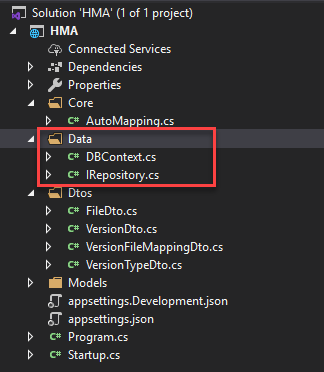 Solution 'HMA' (1 of 1 project)
HMA
Connected Services
Dependencies
Properties
Core
C# AutoMapping.cs
Data
C# DBContext.cs
C# IRepository.cs
Dtos
C# FileDto.cs
C# VersionDto.cs
C# VersionFileMappingDto.cs
C# VersionTypeDto.cs
Models
appsettings.Development.json
appsettings.json
C# Program.cs
C# Startup.cs